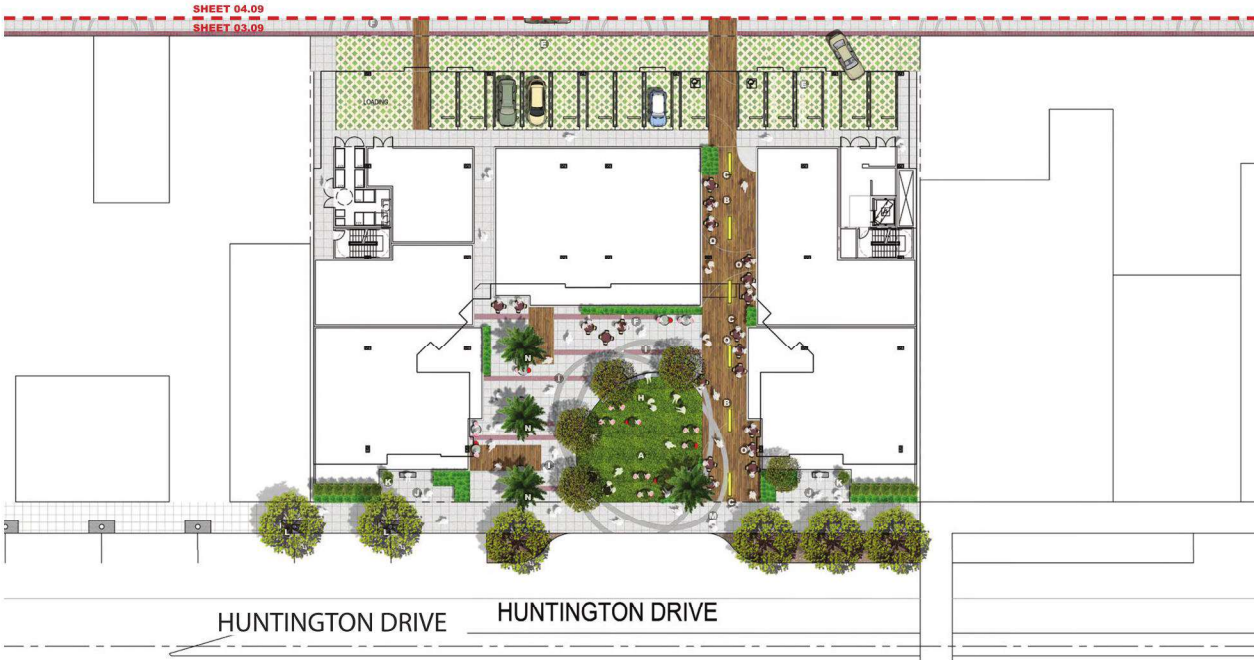 SHEET 04.09
SHEET 03.09
F
E
E
LOADING
C
B
O
O
C
F
O
I
N
I
H
B
N
O
A
I
K
J
N
J
K
C
M
L
L
HUNTINGTON DRIVE
HUNTINGTON DRIVE